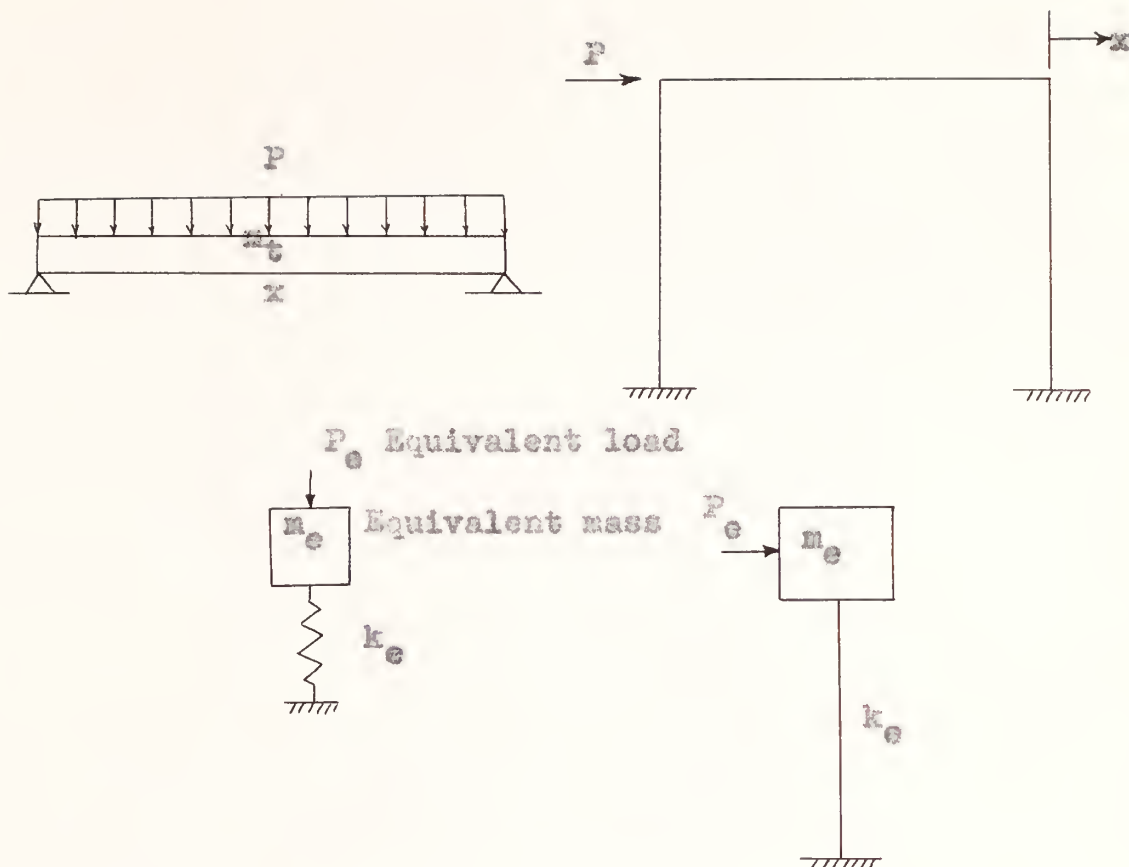 P
x
P
m_t
x
P_e Equivalent load
m_e Equivalent mass
k_e
P_e
m_e
k_e